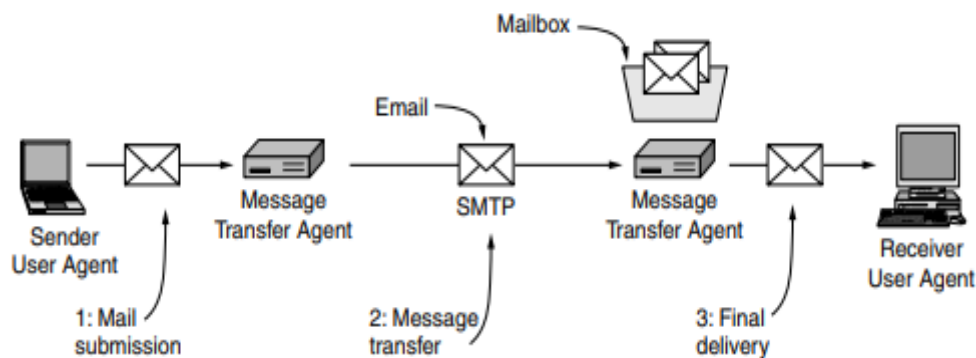 Mailbox
Email
Message
Transfer Agent
SMTP
Message
Transfer Agent
Sender
User Agent
Receiver
User Agent
1: Mail
submission
2: Message
transfer
3: Final
delivery